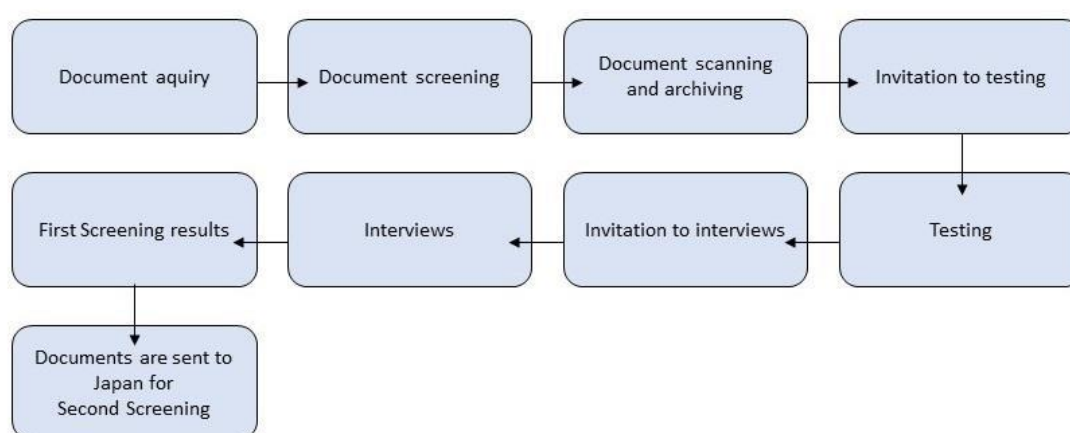 Document aquiry
Document screening
Document scanning
and archiving
Invitation to testing
Testing
Invitation to interviews
Interviews
First Screening results
Documents are sent to
Japan for
Second Screening